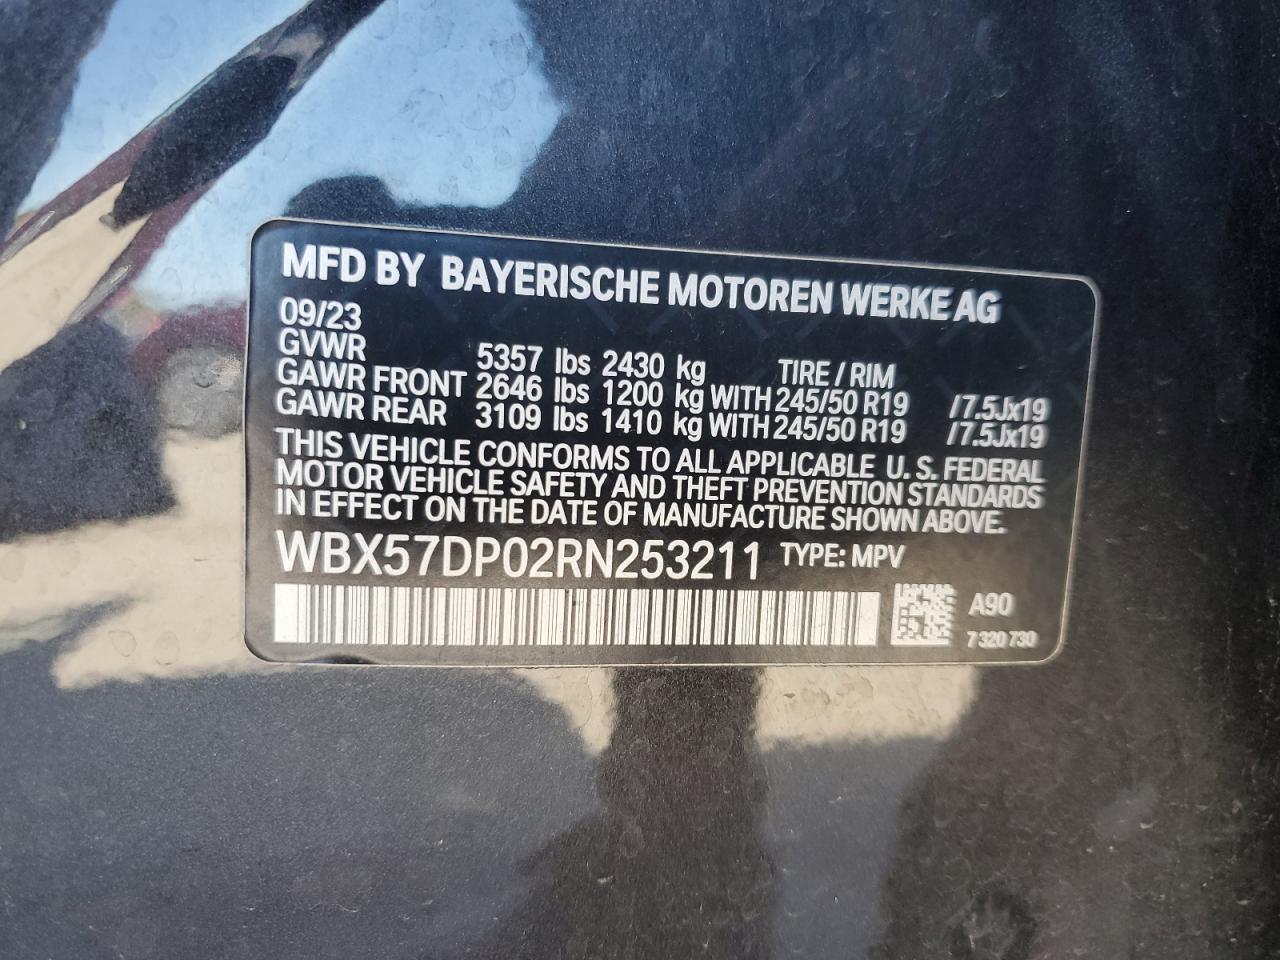 MFD BY BAYERISCHE MOTOREN WERKE AG
09/23
GVWR 5357 lbs 2430 kg TIRE / RIM
GAWR FRONT 2646 lbs 1200 kg WITH 245/50 R19 /7.5Jx19
GAWR REAR 3109 lbs 1410 kg WITH 245/50 R19 /7.5Jx19
THIS VEHICLE CONFORMS TO ALL APPLICABLE U. S. FEDERAL
MOTOR VEHICLE SAFETY AND THEFT PREVENTION STANDARDS
IN EFFECT ON THE DATE OF MANUFACTURE SHOWN ABOVE.
WBX57DP02RN253211 TYPE: MPV
A90
7 320 730